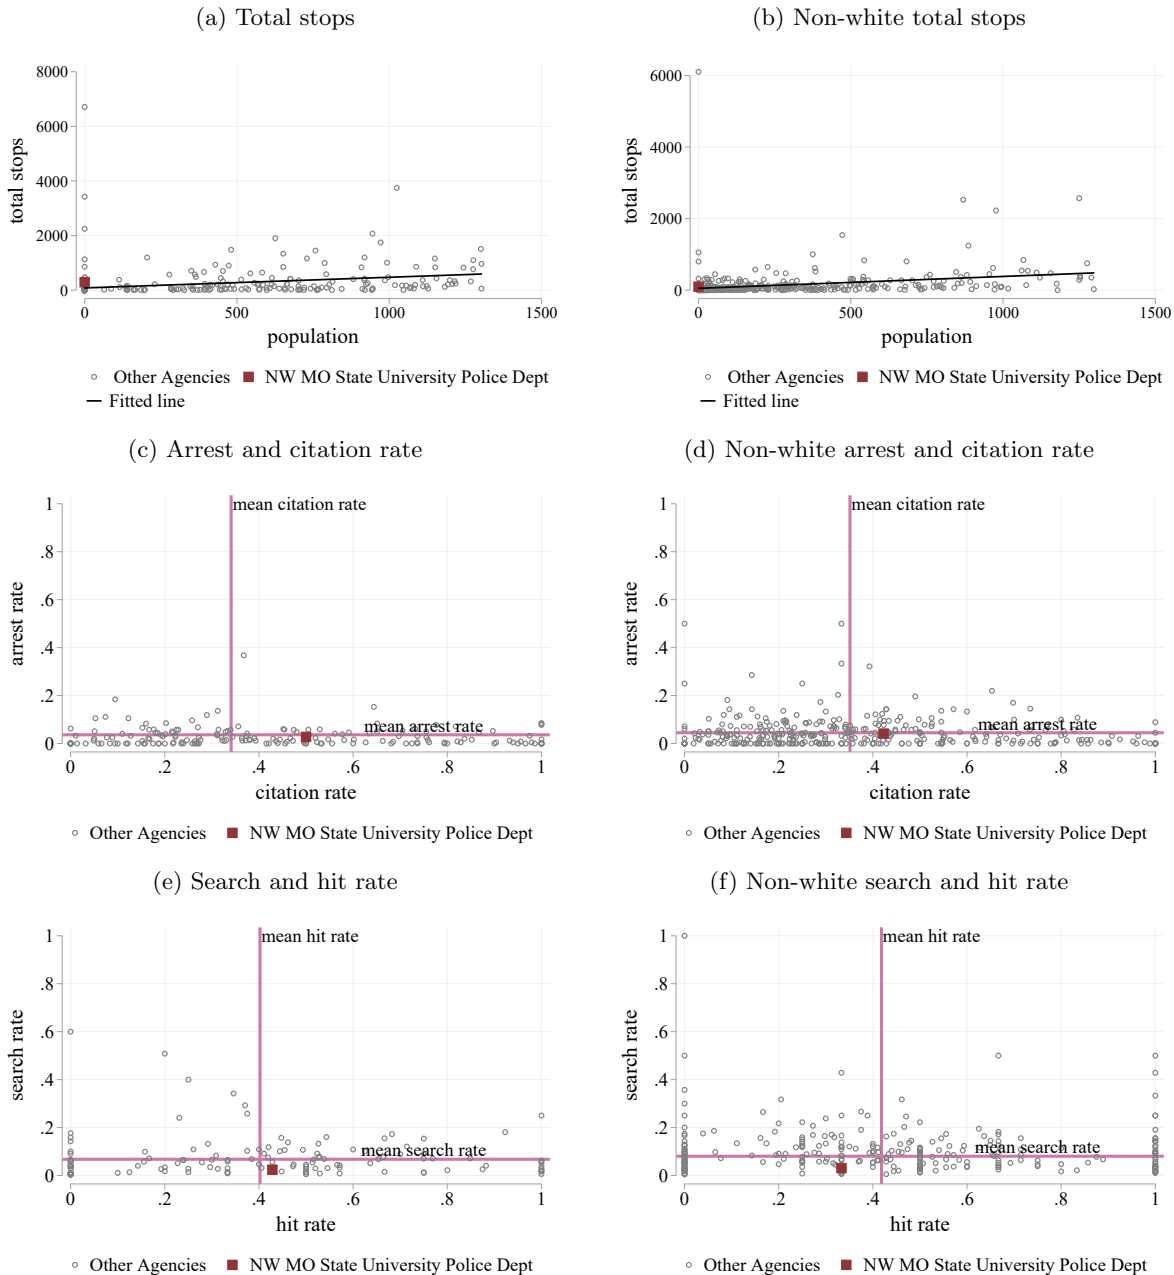 (a) Total stops
(b) Non-white total stops
8000
6000
4000
2000
0
total stops
0 500 1000 1500
population
Other Agencies NW MO State University Police Dept
Fitted line
6000
4000
2000
0
total stops
0 500 1000 1500
population
Other Agencies NW MO State University Police Dept
Fitted line
(c) Arrest and citation rate
(d) Non-white arrest and citation rate
mean citation rate
1
.8
.6
.4
.2
0
arrest rate
mean arrest rate
0 .2 .4 .6 .8 1
citation rate
Other Agencies NW MO State University Police Dept
mean citation rate
1
.8
.6
.4
.2
0
arrest rate
mean arrest rate
0 .2 .4 .6 .8 1
citation rate
Other Agencies NW MO State University Police Dept
(e) Search and hit rate
(f) Non-white search and hit rate
mean hit rate
1
.8
.6
.4
.2
0
search rate
mean search rate
0 .2 .4 .6 .8 1
hit rate
Other Agencies NW MO State University Police Dept
mean hit rate
1
.8
.6
.4
.2
0
search rate
mean search rate
0 .2 .4 .6 .8 1
hit rate
Other Agencies NW MO State University Police Dept